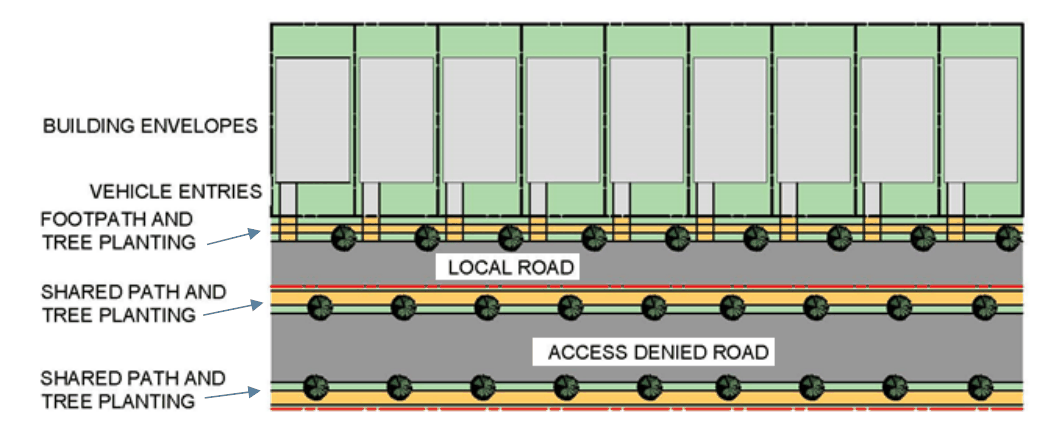 BUILDING ENVELOPES
VEHICLE ENTRIES
FOOTPATH AND
TREE PLANTING
LOCAL ROAD
SHARED PATH AND
TREE PLANTING
ACCESS DENIED ROAD
SHARED PATH AND
TREE PLANTING